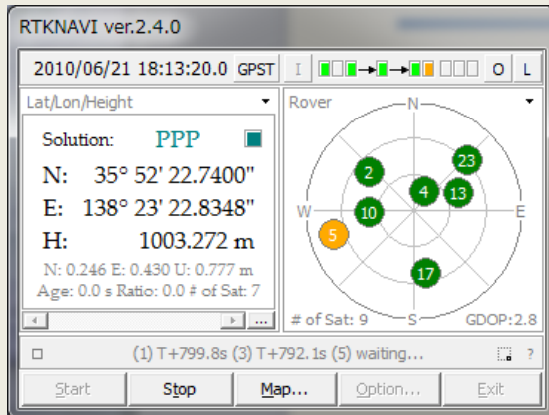 RTKNAVI ver.2.4.0
2010/06/21 18:13:20.0 GPST I O L
Lat/Lon/Height
Solution: PPP
N: 35° 52' 22.7400"
E: 138° 23' 22.8348"
H: 1003.272 m
N: 0.246 E: 0.430 U: 0.777 m
Age: 0.0 s Ratio: 0.0 # of Sat: 7
...
Rover
N
23
2
4
13
W
10
E
5
17
# of Sat: 9
S
GDOP:2.8
(1) T+799.8s (3) T+792.1s (5) waiting... ?
Start Stop Map... Option... Exit